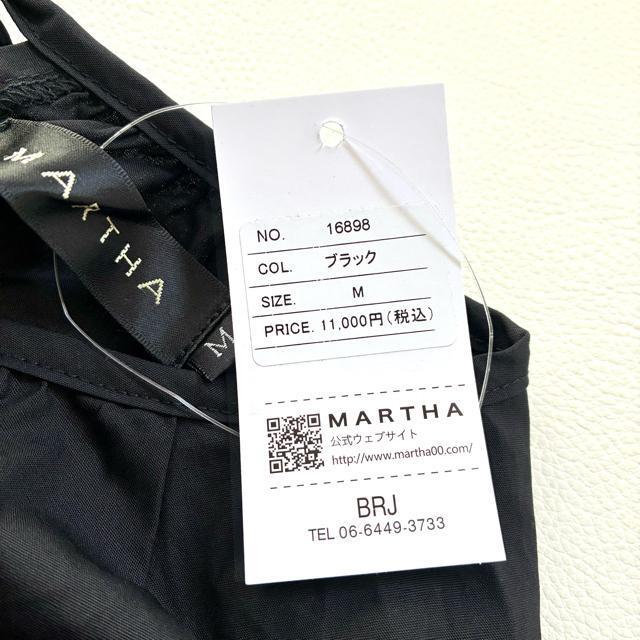 MARTHA
M
NO. 16898
COL. ブラック
SIZE. M
PRICE. 11,000円(税込)
MARTHA
公式ウェブサイト
http://www.martha00.com/
BRJ
TEL 06-6449-3733